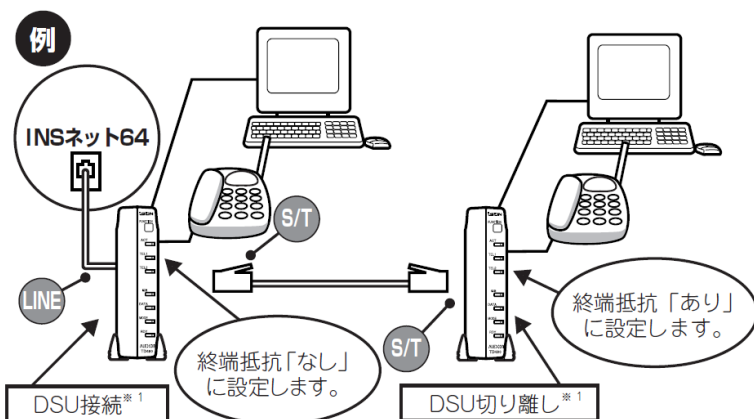 例
INSネット64
S/T
LINE
S/T
終端抵抗「なし」
に設定します。
終端抵抗「あり」
に設定します。
DSU接続※1
DSU切り離し※1